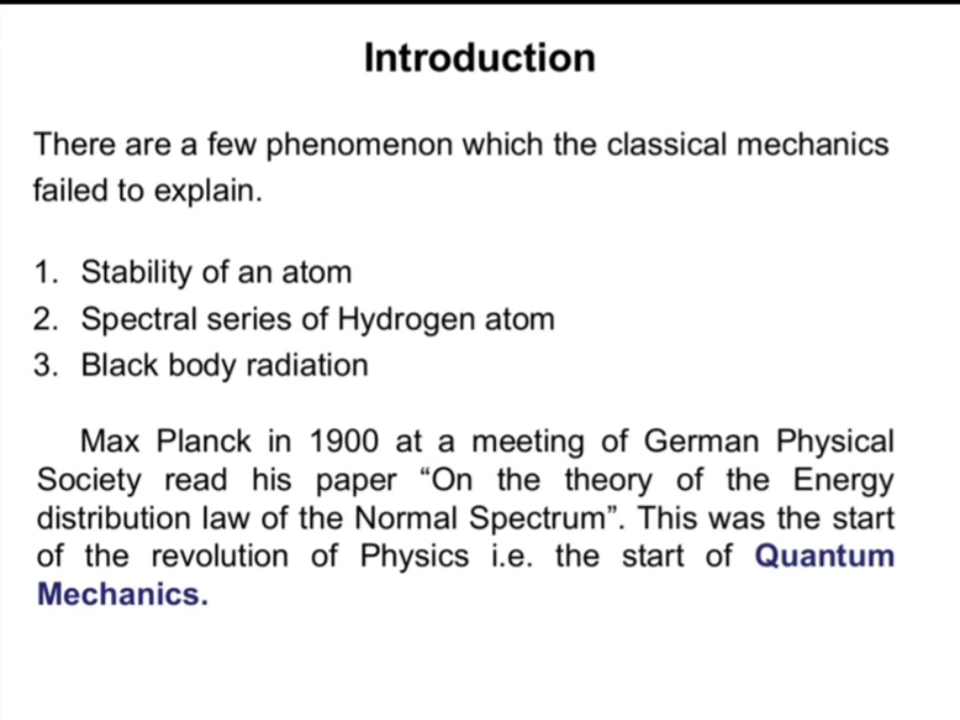 Introduction
There are a few phenomenon which the classical mechanics
failed to explain.
1. Stability of an atom
2. Spectral series of Hydrogen atom
3. Black body radiation
Max Planck in 1900 at a meeting of German Physical
Society read his paper “On the theory of the Energy
distribution law of the Normal Spectrum”. This was the start
of the revolution of Physics i.e. the start of Quantum
Mechanics.